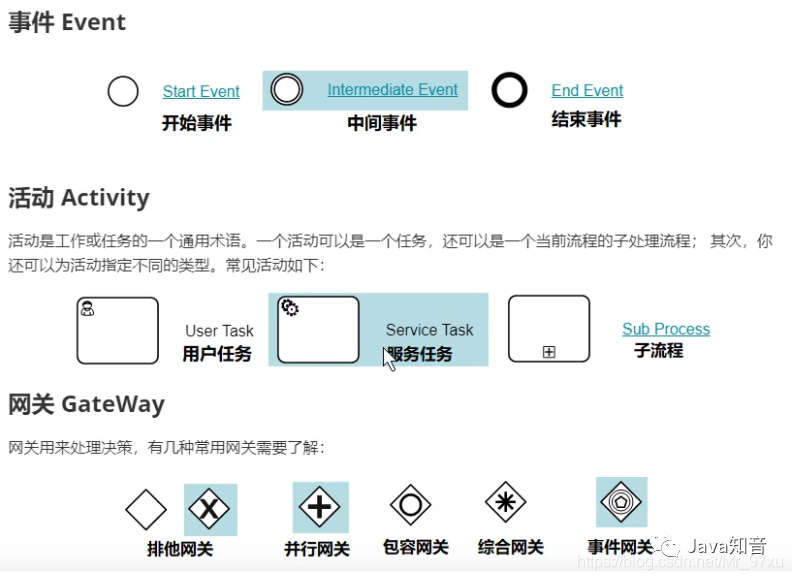 事件 Event
Start Event
Intermediate Event
End Event
开始事件
中间事件
结束事件
活动 Activity
活动是工作或任务的一个通用术语。一个活动可以是一个任务，还可以是一个当前流程的子处理流程； 其次，你
还可以为活动指定不同的类型。常见活动如下：
User Task
Service Task
Sub Process
用户任务
服务任务
子流程
网关 GateWay
网关用来处理决策，有几种常用网关需要了解：
排他网关
并行网关
包容网关
综合网关
事件网关
Java知音
https://blog.csdn.net/Mr_97xu